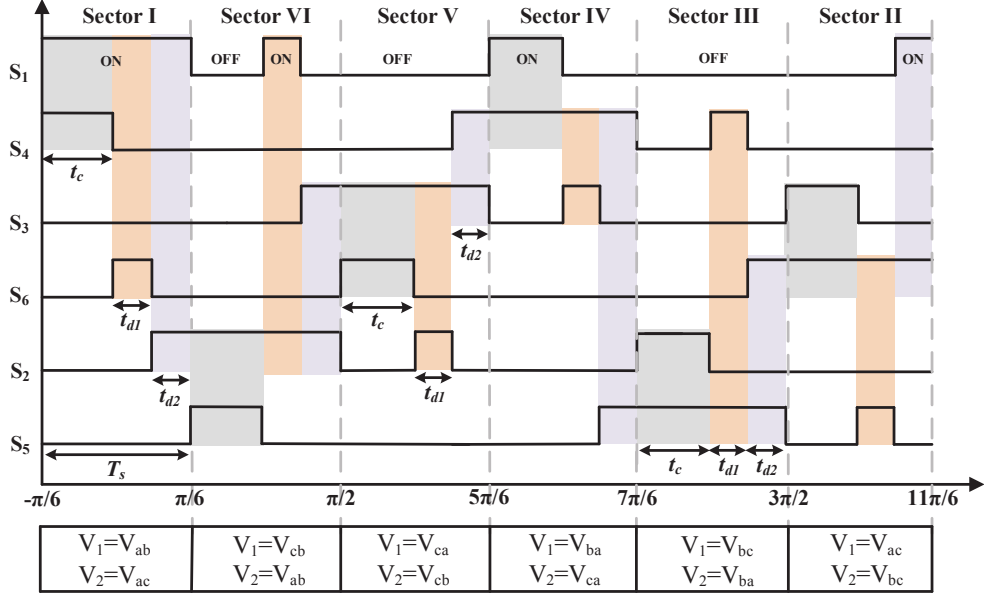 Sector I Sector VI Sector V Sector IV Sector III Sector II
S1 ON OFF ON OFF ON OFF ON
S4
tc
S3
td2
S6
td1 tc
S2
td2 td1
S5
Ts tc td1 td2
-π/6 π/6 π/2 5π/6 7π/6 3π/2 11π/6
V1=Vab V1=Vcb V1=Vca V1=Vba V1=Vbc V1=Vac
V2=Vac V2=Vab V2=Vcb V2=Vca V2=Vba V2=Vbc